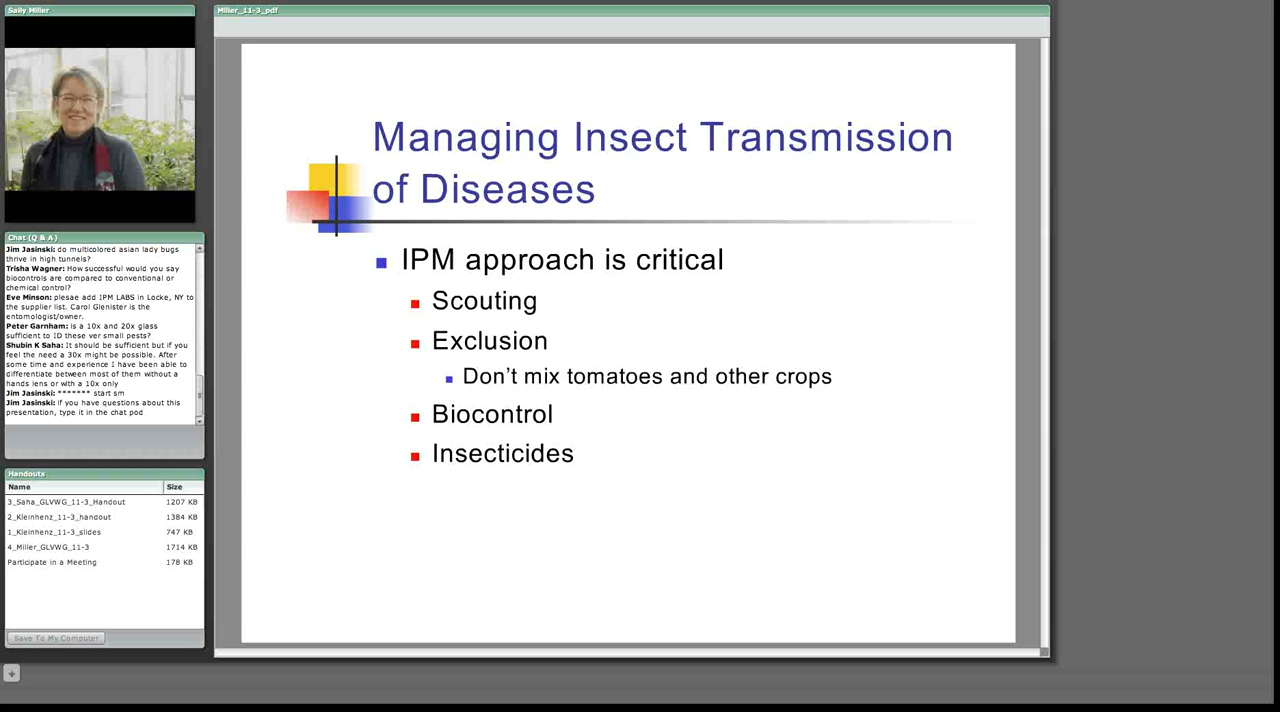 Sally Miller
Miller_11-3_pdf
Managing Insect Transmission
of Diseases
IPM approach is critical
Scouting
Exclusion
Don't mix tomatoes and other crops
Biocontrol
Insecticides
Chat (Q & A)
Jim Jasinski: do multicolored asian lady bugs
thrive in high tunnels?
Trisha Wagner: How successful would you say
biocontrols are compared to conventional or
chemical control?
Eve Minson: plesae add IPM LABS in Locke, NY to
the supplier list. Carol Glenister is the
entomologist/owner.
Peter Garnham: is a 10x and 20x glass
sufficient to ID these ver small pests?
Shubin K Saha: It should be sufficient but if you
feel the need a 30x might be possible. After
some time and experience I have been able to
differentiate between most of them without a
hands lens or with a 10x only
Jim Jasinski: ******* start sm
Jim Jasinski: if you have questions about this
presentation, type it in the chat pod
Handouts
Name Size
3_Saha_GLVWG_11-3_Handout 1207 KB
2_Kleinhenz_11-3_handout 1384 KB
1_Kleinhenz_11-3_slides 747 KB
4_Miller_GLVWG_11-3 1714 KB
Participate in a Meeting 178 KB
Save To My Computer